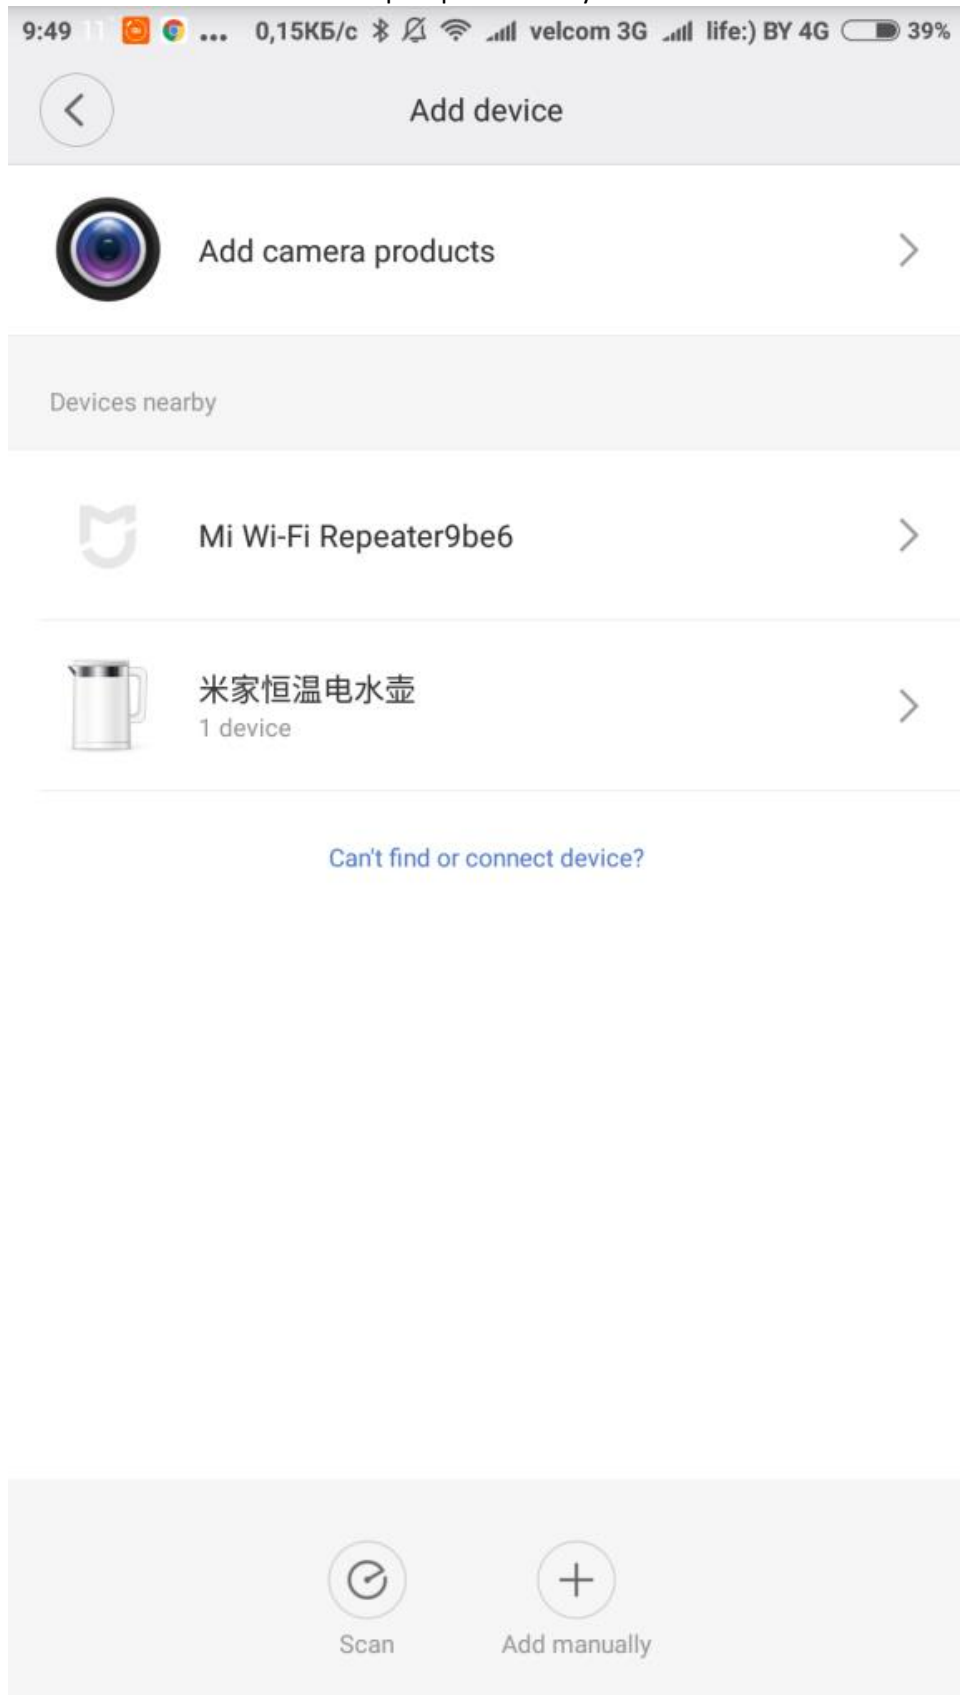 9:49 ... 0,15КБ/с velcom 3G life:) BY 4G 39%
Add device
Add camera products
Devices nearby
Mi Wi-Fi Repeater9be6
米家恒温电水壶
1 device
Can't find or connect device?
Scan
Add manually